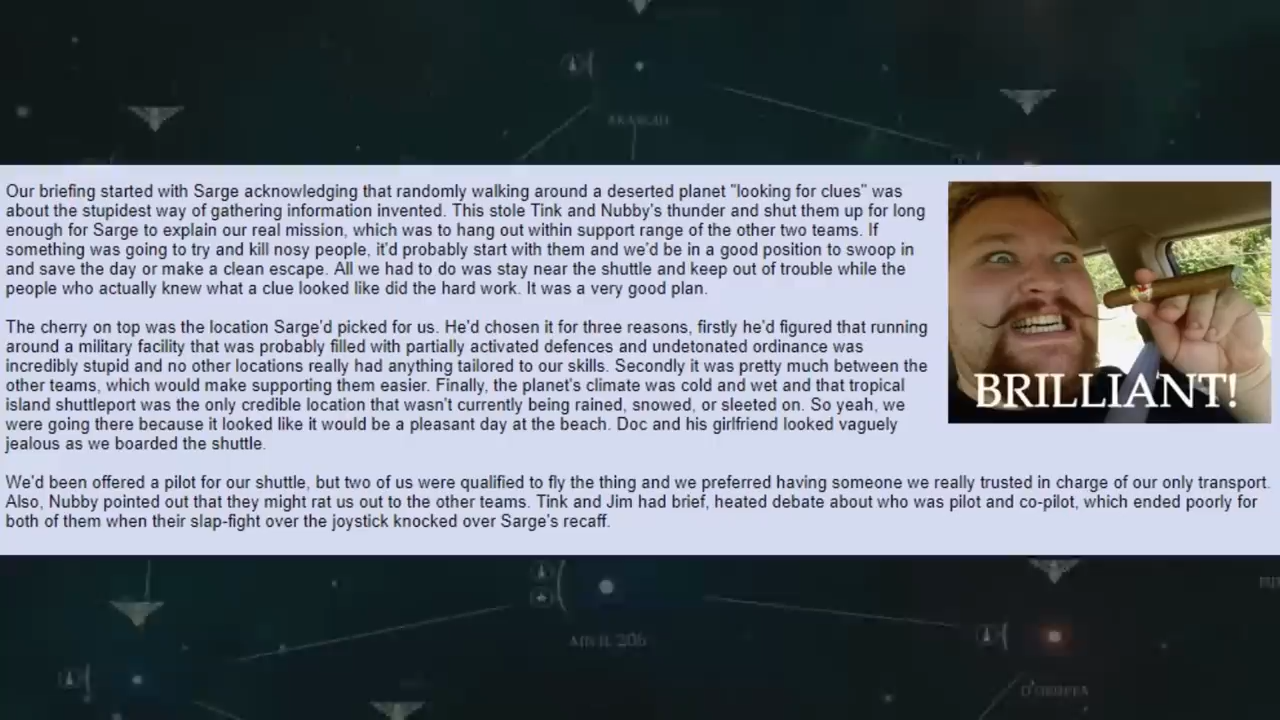 Our briefing started with Sarge acknowledging that randomly walking around a deserted planet "looking for clues" was
about the stupidest way of gathering information invented. This stole Tink and Nubby's thunder and shut them up for long
enough for Sarge to explain our real mission, which was to hang out within support range of the other two teams. If
something was going to try and kill nosy people, it'd probably start with them and we'd be in a good position to swoop in
and save the day or make a clean escape. All we had to do was stay near the shuttle and keep out of trouble while the
people who actually knew what a clue looked like did the hard work. It was a very good plan.
The cherry on top was the location Sarge'd picked for us. He'd chosen it for three reasons, firstly he'd figured that running
around a military facility that was probably filled with partially activated defences and undetonated ordinance was
incredibly stupid and no other locations really had anything tailored to our skills. Secondly it was pretty much between the
other teams, which would make supporting them easier. Finally, the planet's climate was cold and wet and that tropical
island shuttleport was the only credible location that wasn't currently being rained, snowed, or sleeted on. So yeah, we
were going there because it looked like it would be a pleasant day at the beach. Doc and his girlfriend looked vaguely
jealous as we boarded the shuttle.
BRILLIANT!
We'd been offered a pilot for our shuttle, but two of us were qualified to fly the thing and we preferred having someone we really trusted in charge of our only transport.
Also, Nubby pointed out that they might rat us out to the other teams. Tink and Jim had brief, heated debate about who was pilot and co-pilot, which ended poorly for
both of them when their slap-fight over the joystick knocked over Sarge's recaff.